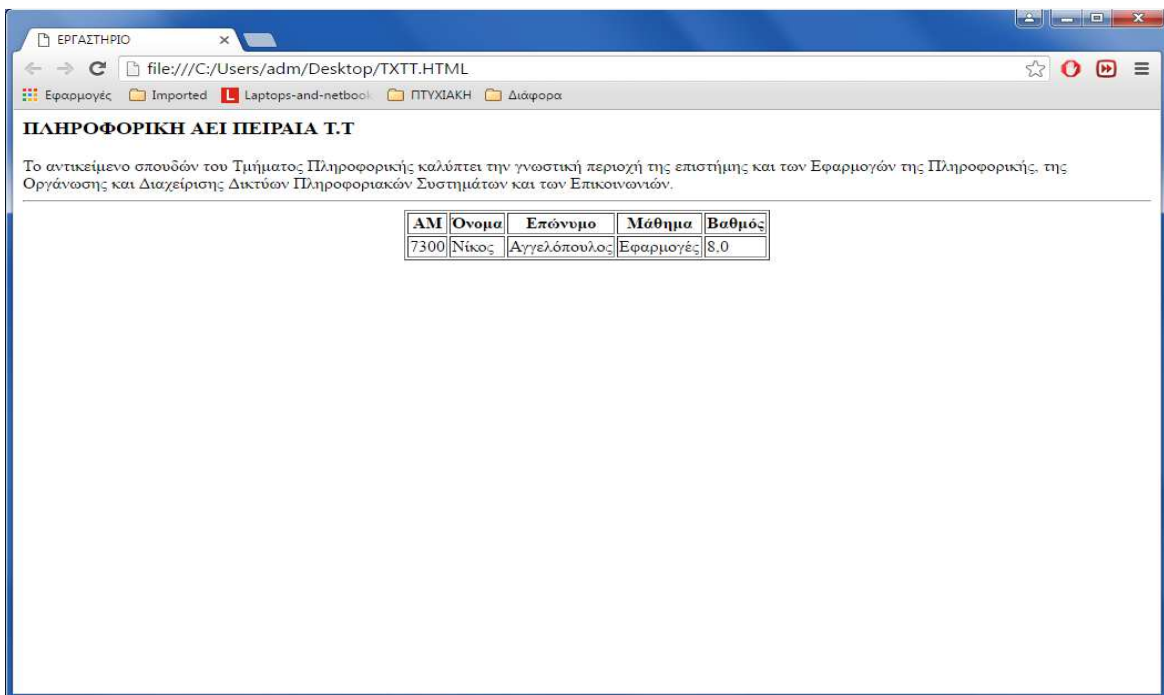 ΕΡΓΑΣΤΗΡΙΟ
file:///C:/Users/adm/Desktop/TXTT.HTML
Εφαρμογές Imported L Laptops-and-netbook ΠΤΥΧΙΑΚΗ Διάφορα
ΠΛΗΡΟΦΟΡΙΚΗ ΑΕΙ ΠΕΙΡΑΙΑ Τ.Τ
Το αντικείμενο σπουδών του Τμήματος Πληροφορικής καλύπτει την γνωστική περιοχή της επιστήμης και των Εφαρμογών της Πληροφορικής, της
Οργάνωσης και Διαχείρισης Δικτύων Πληροφοριακών Συστημάτων και των Επικοινωνιών.
ΑΜ Όνομα Επώνυμο Μάθημα Βαθμός
7300 Νίκος Αγγελόπουλος Εφαρμογές 8,0